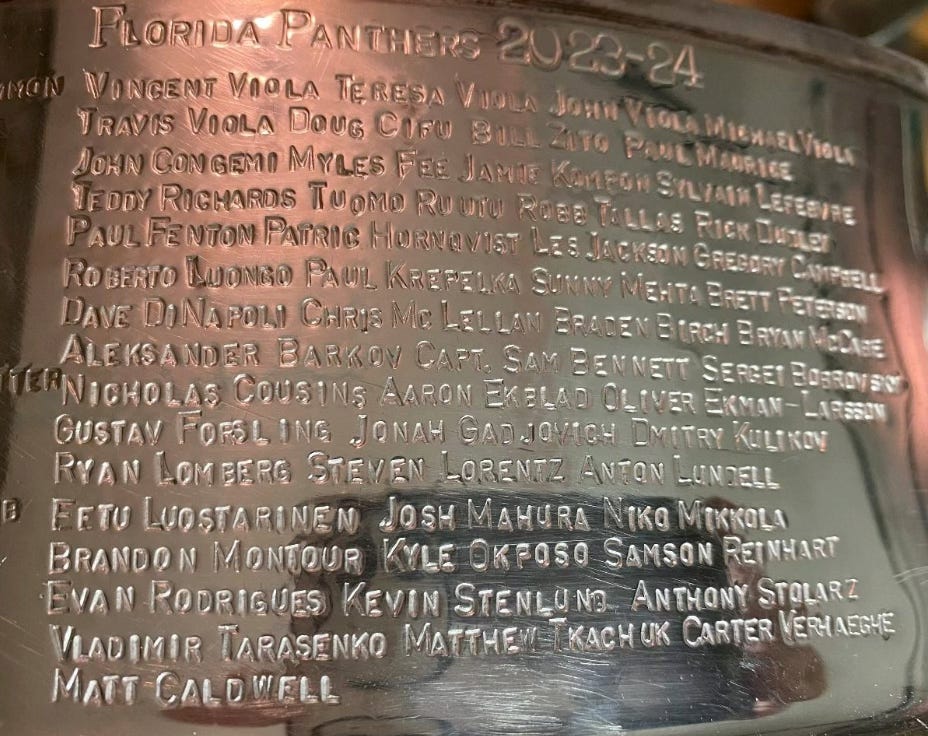 FLORIDA PANTHERS 2023-24
VINCENT VIOLA TERESA VIOLA JOHN VIOLA MICHAEL VIOLA
TRAVIS VIOLA DOUG CIFU BILL ZITO PAUL MAURICE
JOHN CONGEMI MYLES FEE JAMIE KOMPON SYLVAIN LEFEBVRE
TEDDY RICHARDS TUOMO RUUTU ROBB TALLAS RICK DUDLEY
PAUL FENTON PATRIC HORNQVIST LES JACKSON GREGORY CAMPBELL
ROBERTO LUONGO PAUL KREPELKA SUNNY MEHTA BRETT PETERSON
DAVE DINAPOLI CHRIS MC LELLAN BRADEN BIRCH BRYAN MCCABE
ALEKSANDER BARKOV CAPT. SAM BENNETT SERGEI BOBROVSKY
NICHOLAS COUSINS AARON EKBLAD OLIVER EKMAN-LARSSON
GUSTAV FORSLING JONAH GADJOVICH DMITRY KULIKOV
RYAN LOMBERG STEVEN LORENTZ ANTON LUNDELL
EETU LUOSTARINEN JOSH MAHURA NIKO MIKKOLA
BRANDON MONTOUR KYLE OKPOSO SAMSON REINHART
EVAN RODRIGUES KEVIN STENLUND ANTHONY STOLARZ
VLADIMIR TARASENKO MATTHEW TKACHUK CARTER VERHAEGHE
MATT CALDWELL